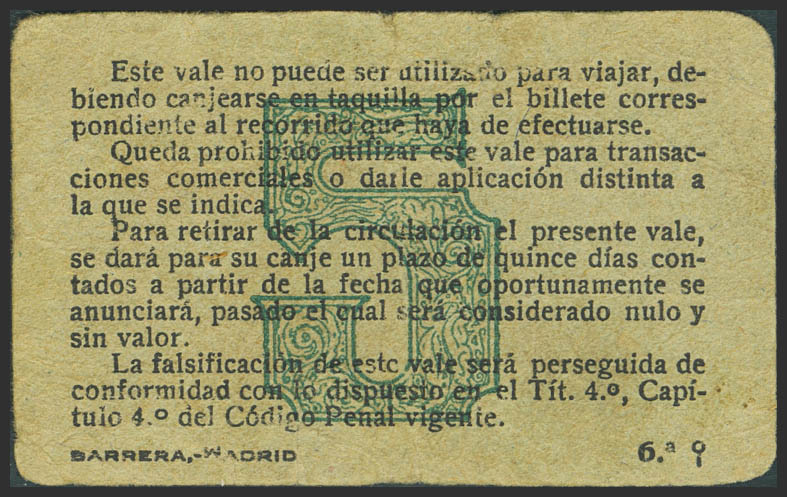 Este vale no puede ser utilizado para viajar, de-
biendo canjearse en taquilla por el billete corres-
pondiente al recorrido que haya de efectuarse.
Queda prohibido utilizar este vale para transac-
ciones comerciales o darle aplicación distinta a
la que se indica.
Para retirar de la circulación el presente vale,
se dará para su canje un plazo de quince días con-
tados a partir de la fecha que oportunamente se
anunciará, pasado el cual será considerado nulo y
sin valor.
La falsificación de este vale será perseguida de
conformidad con lo dispuesto en el Tít. 4.º, Capí-
tulo 4.º del Código Penal vigente.
5
BARRERA,-MADRID 6.ª